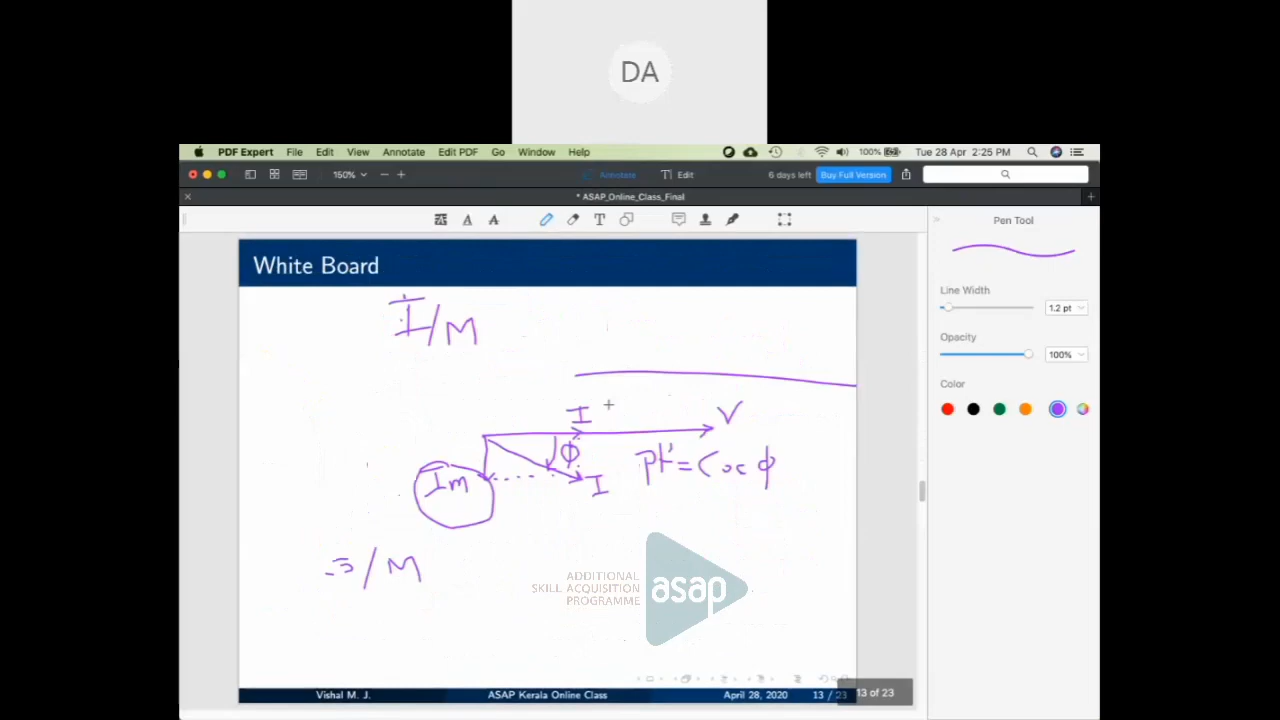 DA
PDF Expert File Edit View Annotate Edit PDF Go Window Help 100% Tue 28 Apr 2:25 PM
150% Annotate Edit 6 days left Buy Full Version
* ASAP_Online_Class_Final
Pen Tool
Line Width
1.2 pt
Opacity
100%
Color
White Board
I/M
I V
φ
Im I
/M
ADDITIONAL
SKILL ACQUISITION
PROGRAMME
asap
Vishal M. J. ASAP Kerala Online Class April 28, 2020 13 / 23
13 of 23